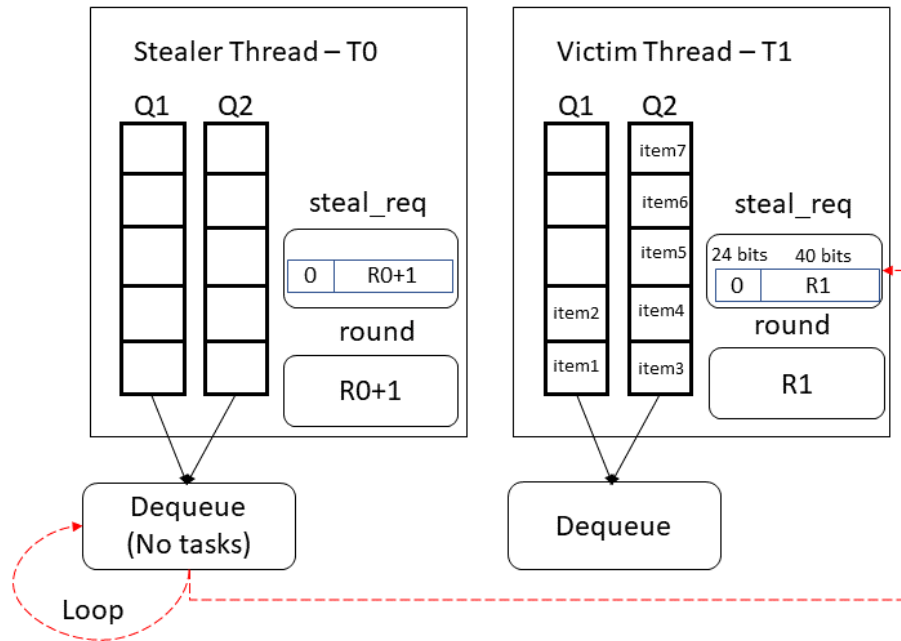 Stealer Thread – T0
Q1 Q2
steal_req
0 R0+1
round
R0+1
Dequeue
(No tasks)
Loop
Victim Thread – T1
Q1 Q2
item7
item6
item5
item2 item4
item1 item3
steal_req
24 bits 40 bits
0 R1
round
R1
Dequeue